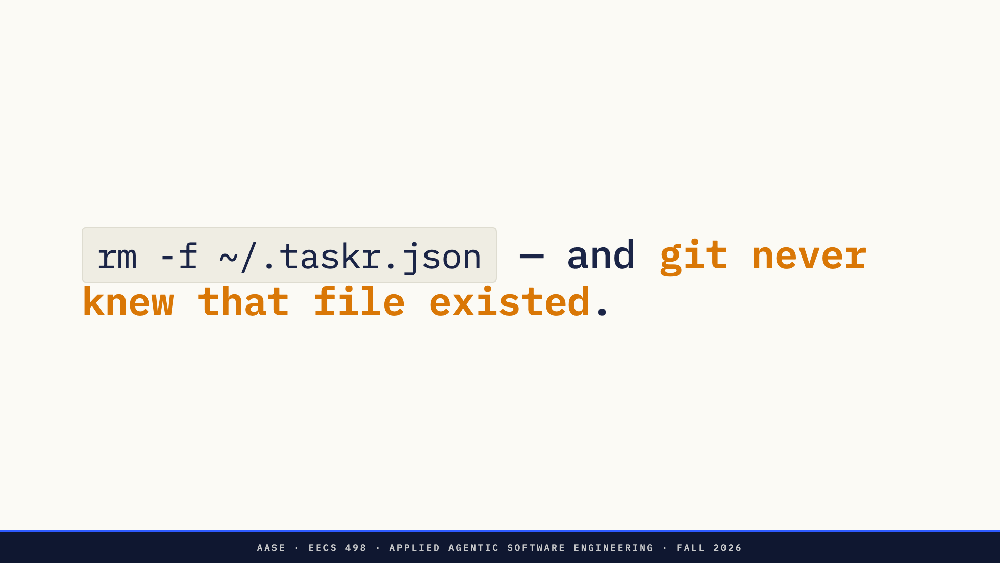 rm -f ~/.taskr.json — and git never
knew that file existed.
AASE · EECS 498 · APPLIED AGENTIC SOFTWARE ENGINEERING · FALL 2026